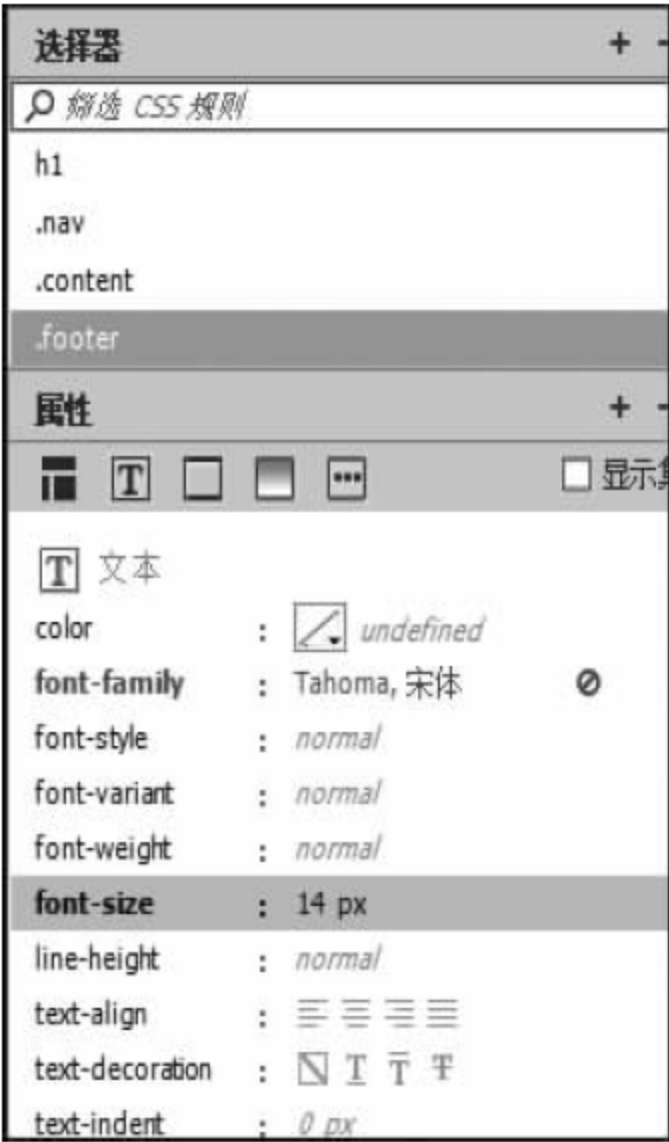 选择器 + -
筛选 CSS 规则
h1
.nav
.content
.footer
属性 + -
T 显示
T 文本
color : undefined
font-family : Tahoma, 宋体
font-style : normal
font-variant : normal
font-weight : normal
font-size : 14 px
line-height : normal
text-align :
text-decoration : T T T
text-indent : 0 px